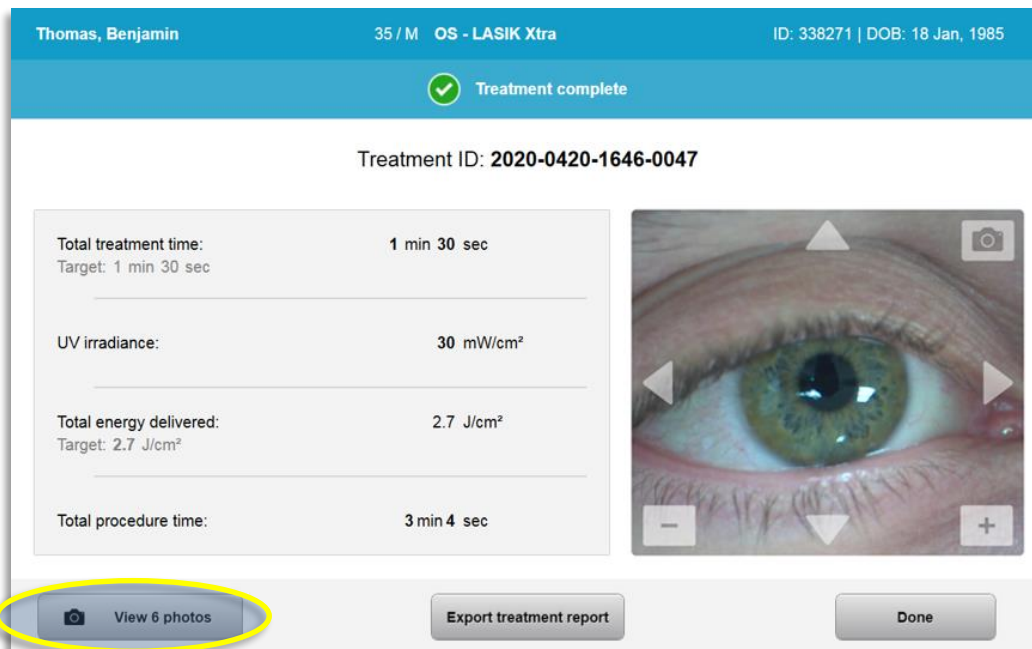 Thomas, Benjamin 35 / M OS - LASIK Xtra ID: 338271 | DOB: 18 Jan, 1985
Treatment complete
Treatment ID: 2020-0420-1646-0047
Total treatment time: 1 min 30 sec
Target: 1 min 30 sec
UV irradiance: 30 mW/cm²
Total energy delivered: 2.7 J/cm²
Target: 2.7 J/cm²
Total procedure time: 3 min 4 sec
View 6 photos Export treatment report Done